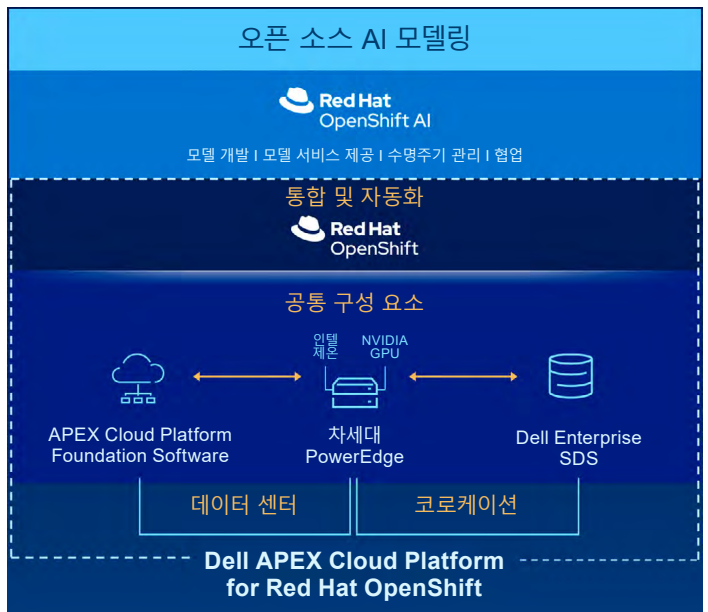 오픈 소스 AI 모델링
Red Hat
OpenShift AI
모델 개발 I 모델 서비스 제공 I 수명주기 관리 I 협업
통합 및 자동화
Red Hat
OpenShift
공통 구성 요소
인텔
제온
NVIDIA
GPU
APEX Cloud Platform
Foundation Software
차세대
PowerEdge
Dell Enterprise
SDS
데이터 센터
코로케이션
Dell APEX Cloud Platform
for Red Hat OpenShift